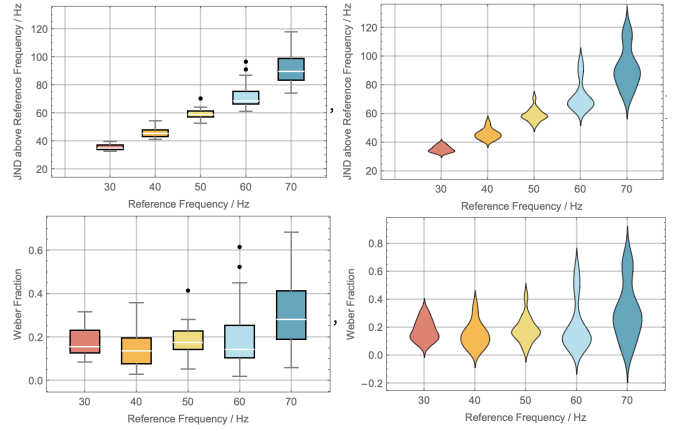 JND above Reference Frequency / Hz
120
100
80
60
40
20
30 40 50 60 70
Reference Frequency / Hz
,
JND above Reference Frequency / Hz
120
100
80
60
40
20
30 40 50 60 70
Reference Frequency / Hz
Weber Fraction
0.6
0.4
0.2
0.0
30 40 50 60 70
Reference Frequency / Hz
,
Weber Fraction
0.8
0.6
0.4
0.2
0.0
−0.2
30 40 50 60 70
Reference Frequency / Hz